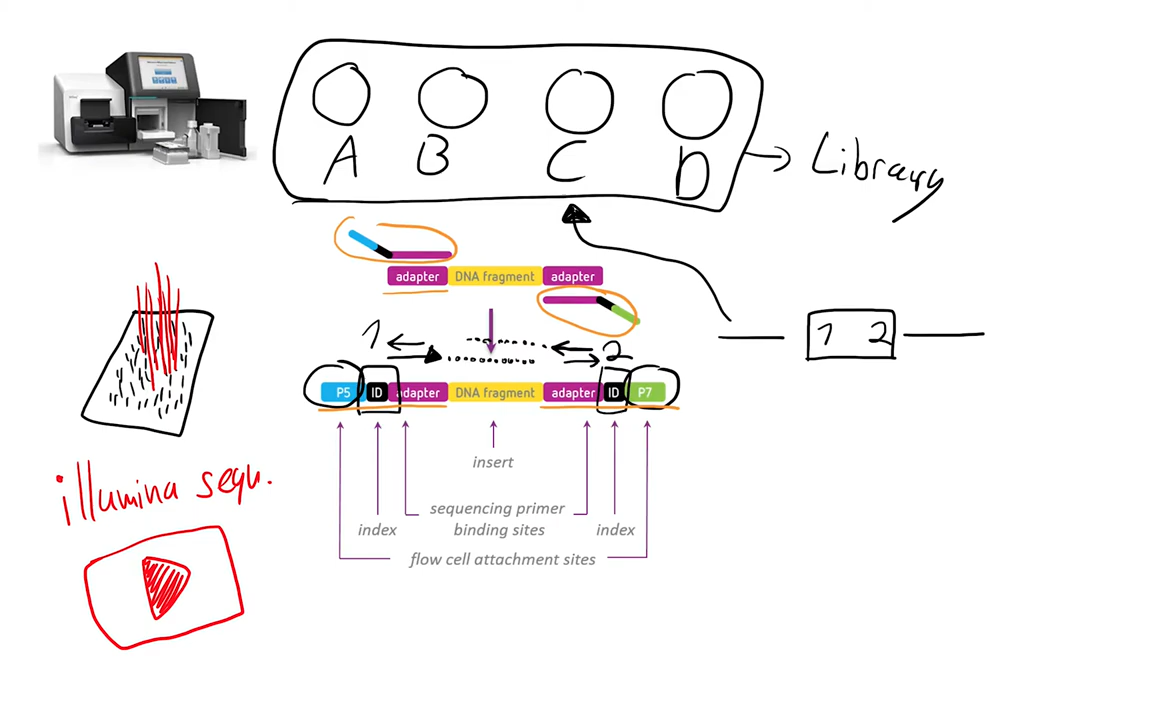 A B C D
Library
adapter DNA fragment adapter
1 2
1 2
P5 ID adapter DNA fragment adapter ID P7
insert
sequencing primer
index binding sites index
flow cell attachment sites
illumina sequ.